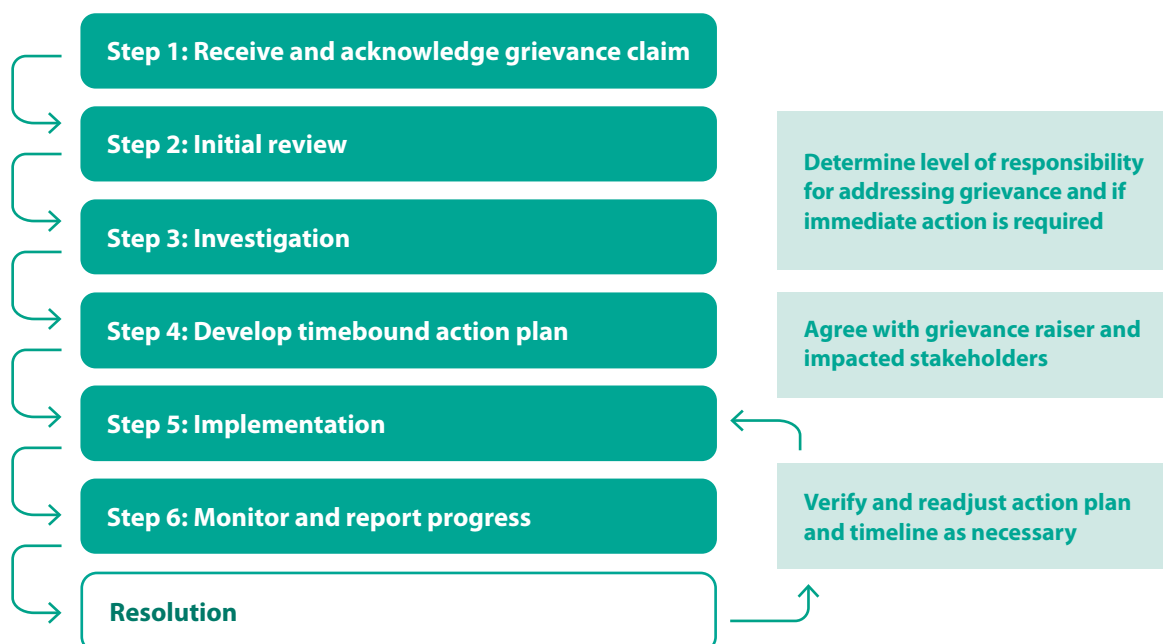 Step 1: Receive and acknowledge grievance claim
Step 2: Initial review
Step 3: Investigation
Step 4: Develop timebound action plan
Step 5: Implementation
Step 6: Monitor and report progress
Resolution
Determine level of responsibility
for addressing grievance and if
immediate action is required
Agree with grievance raiser and
impacted stakeholders
Verify and readjust action plan
and timeline as necessary